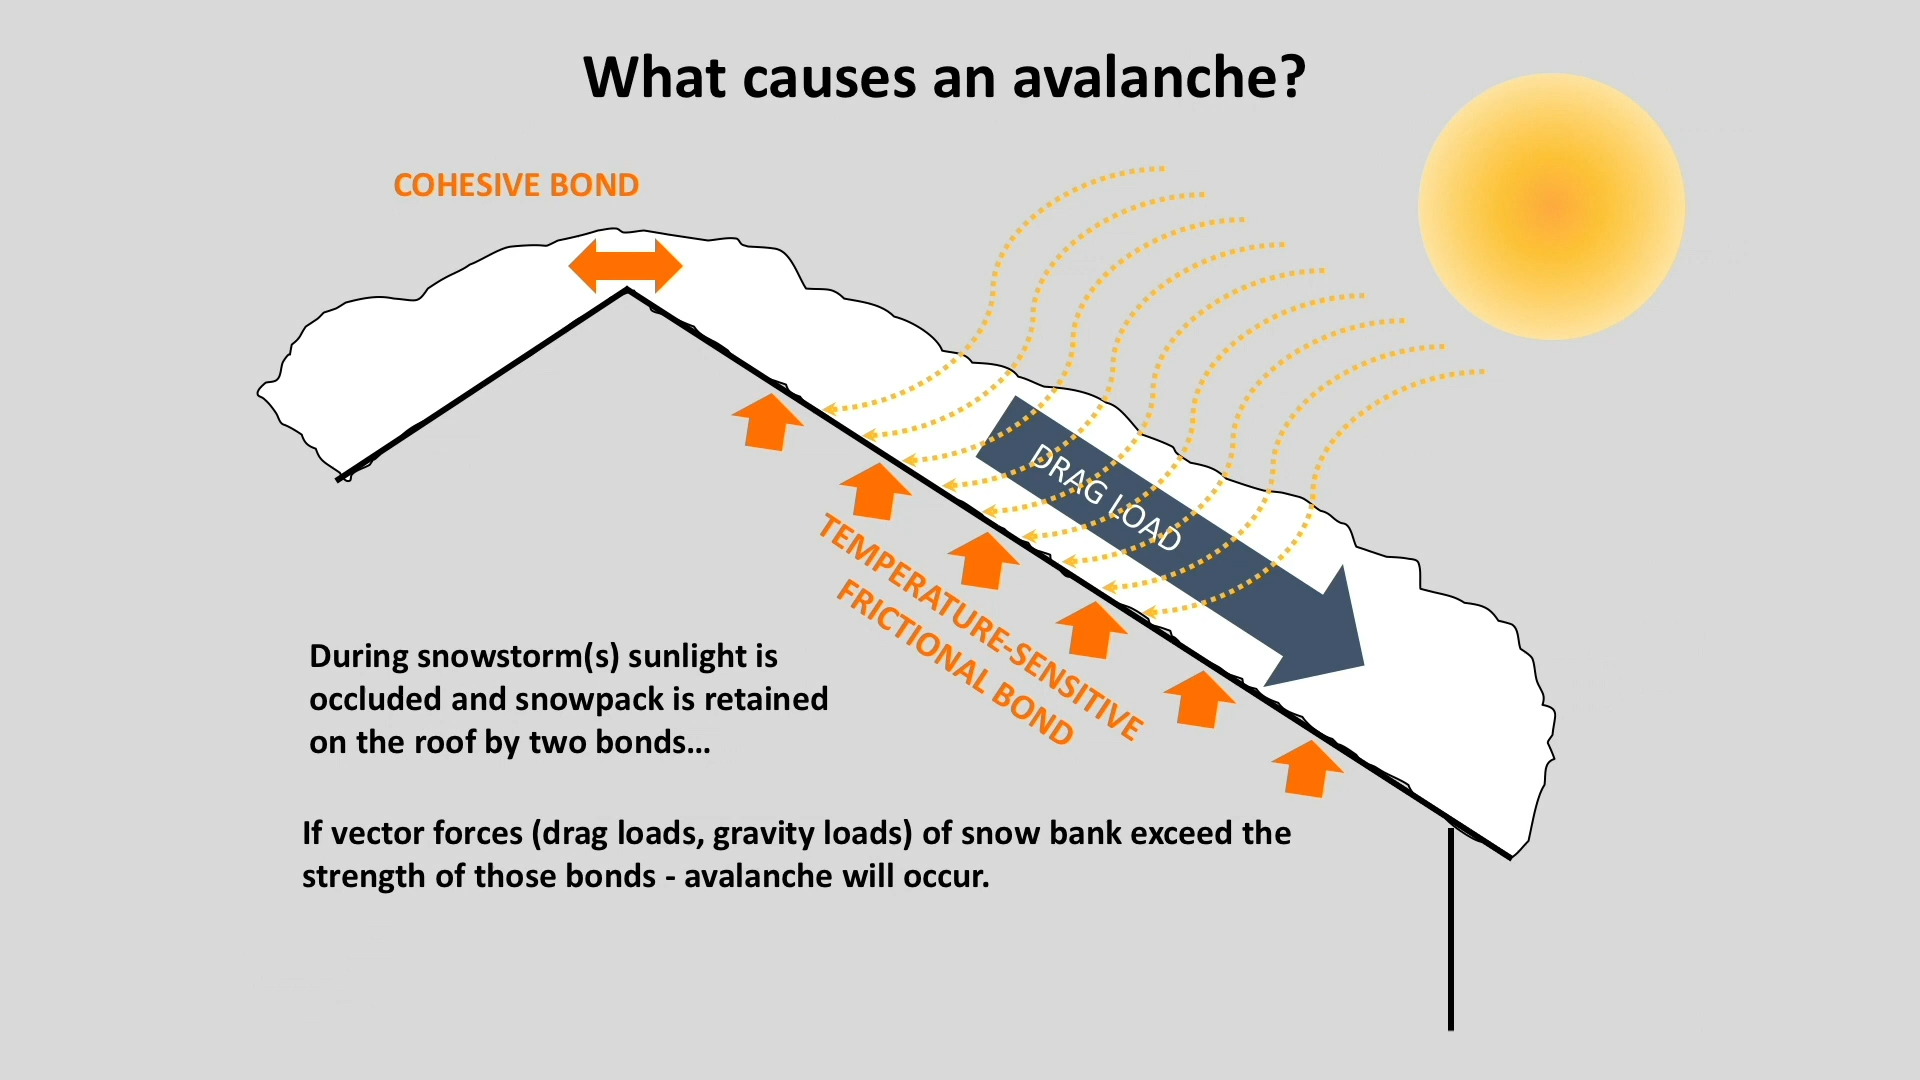 What causes an avalanche?
COHESIVE BOND
DRAG LOAD
TEMPERATURE-SENSITIVE
FRICTIONAL BOND
During snowstorm(s) sunlight is
occluded and snowpack is retained
on the roof by two bonds...
If vector forces (drag loads, gravity loads) of snow bank exceed the
strength of those bonds - avalanche will occur.